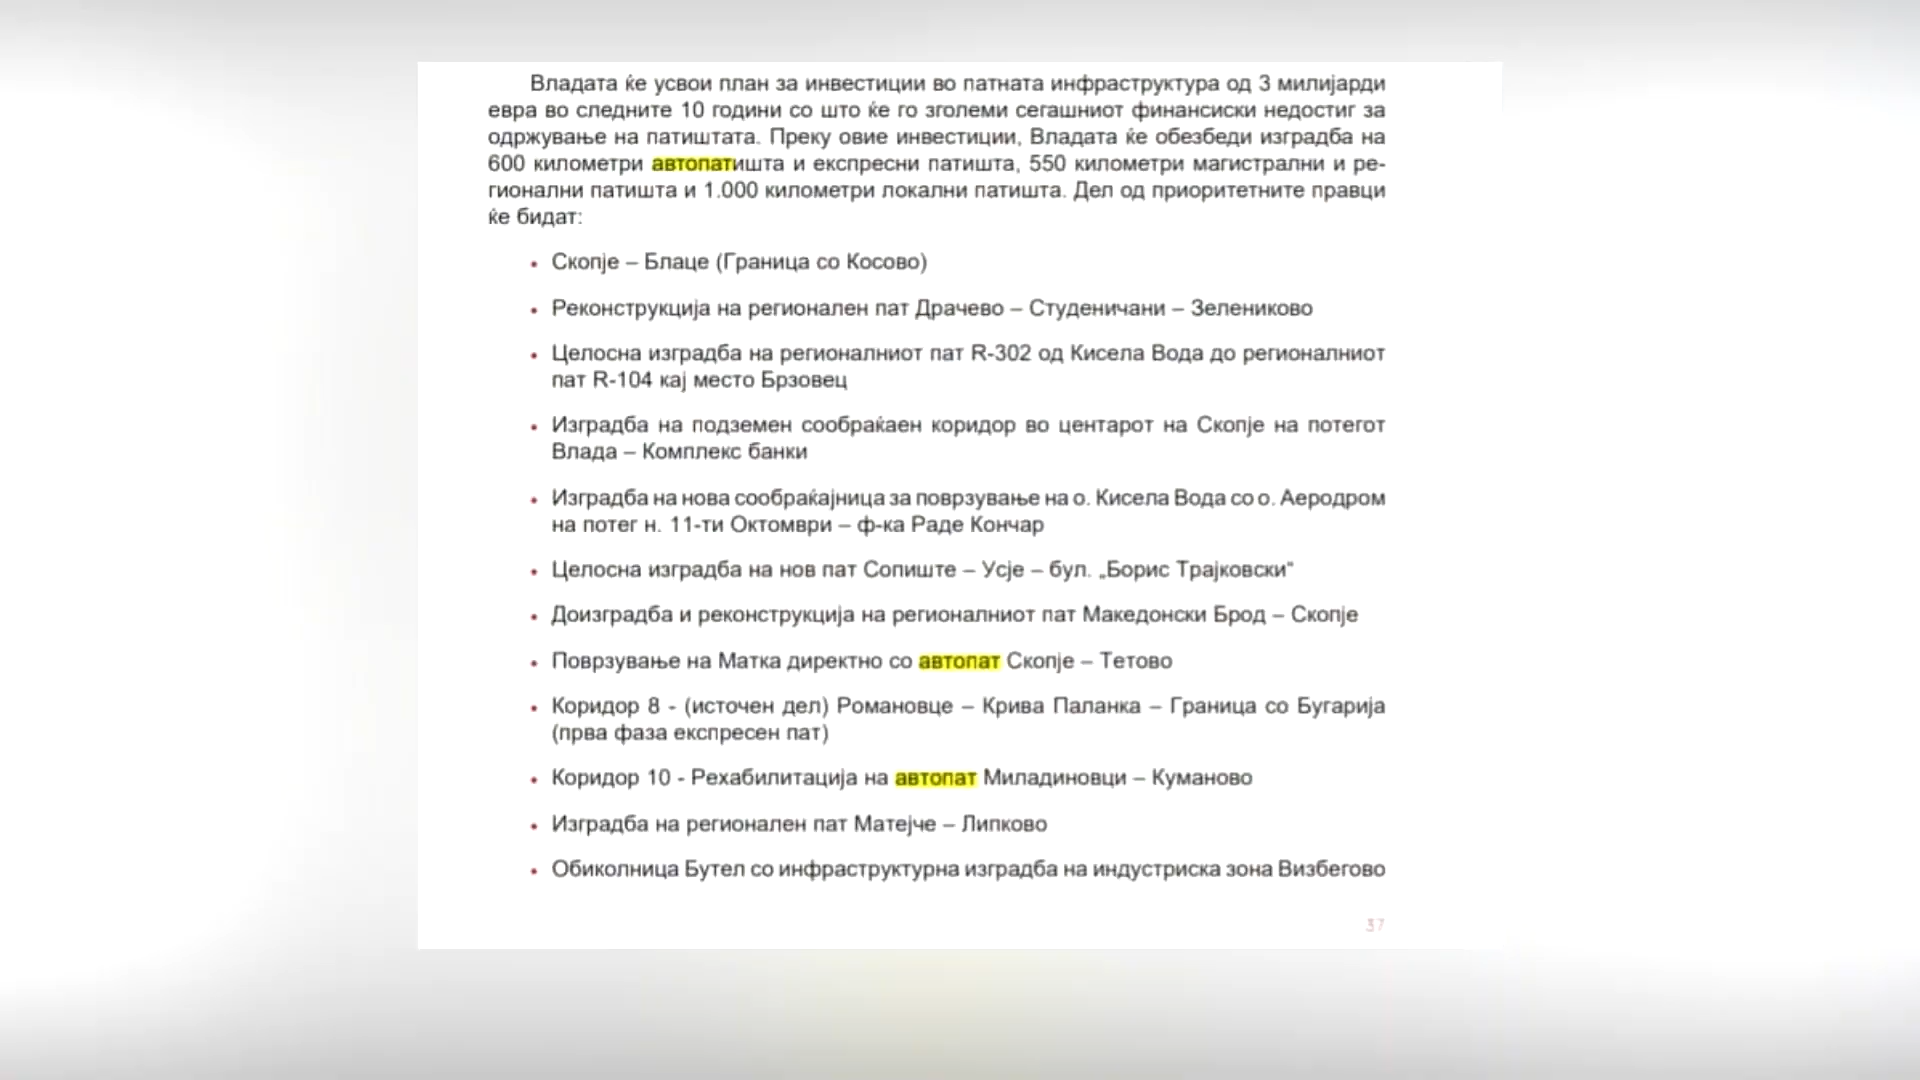 Владата ќе усвои план за инвестиции во патната инфраструктура од 3 милијарди
евра во следните 10 години со што ќе го зголеми сегашниот финансиски недостиг за
одржување на патиштата. Преку овие инвестиции, Владата ќе обезбеди изградба на
600 километри автопатишта и експресни патишта, 550 километри магистрални и ре-
гионални патишта и 1.000 километри локални патишта. Дел од приоритетните правци
ќе бидат:
• Скопје – Блаце (Граница со Косово)
• Реконструкција на регионален пат Драчево – Студеничани – Зелениково
• Целосна изградба на регионалниот пат R-302 од Кисела Вода до регионалниот
пат R-104 кај место Брзовец
• Изградба на подземен сообраќаен коридор во центарот на Скопје на потегот
Влада – Комплекс банки
• Изградба на нова сообраќајница за поврзување на о. Кисела Вода со о. Аеродром
на потег н. 11-ти Октомври – ф-ка Раде Кончар
• Целосна изградба на нов пат Сопиште – Усје – бул. „Борис Трајковски“
• Доизградба и реконструкција на регионалниот пат Македонски Брод – Скопје
• Поврзување на Матка директно со автопат Скопје – Тетово
• Коридор 8 - (источен дел) Романовце – Крива Паланка – Граница со Бугарија
(прва фаза експресен пат)
• Коридор 10 - Рехабилитација на автопат Миладиновци – Куманово
• Изградба на регионален пат Матејче – Липково
• Обиколница Бутел со инфраструктурна изградба на индустриска зона Визбегово
37